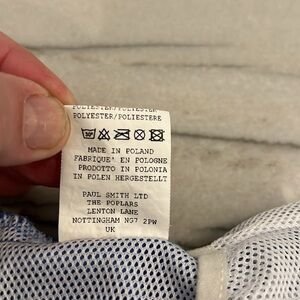 POLYESTER/POLIESTERE
MADE IN POLAND
FABRIQUE' EN POLOGNE
PRODOTTO IN POLONIA
IN POLEN HERGESTELLT
PAUL SMITH LTD
THE POPLARS
LENTON LANE
NOTTINGHAM NG7 2PW
UK